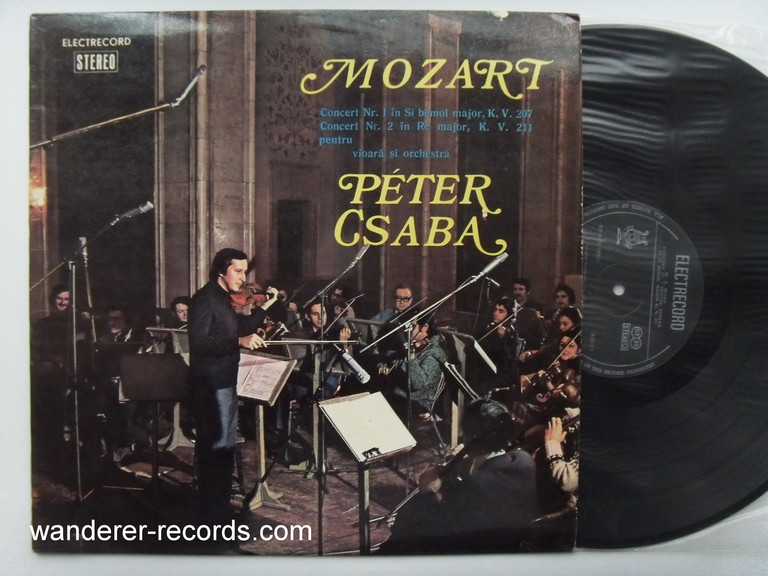 ELECTRECORD
STEREO
MOZART
Concert Nr. 1 în Si bemol major, K. V. 207
Concert Nr. 2 în Re major, K. V. 211
pentru
vioară și orchestră
PÉTER
CSABA
ELECTRECORD
wanderer-records.com